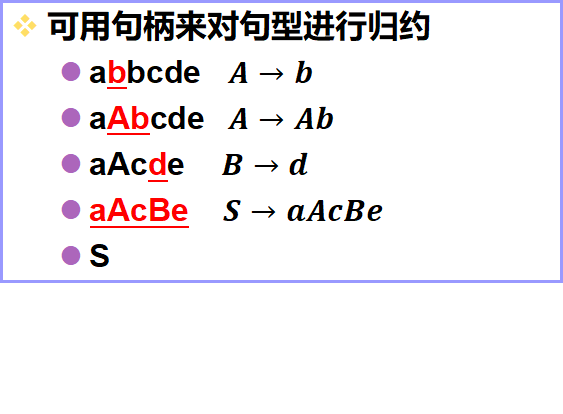 可用句柄来对句型进行归约
abbcde A → b
aAbcde A → Ab
aAcde B → d
aAcBe S → aAcBe
S